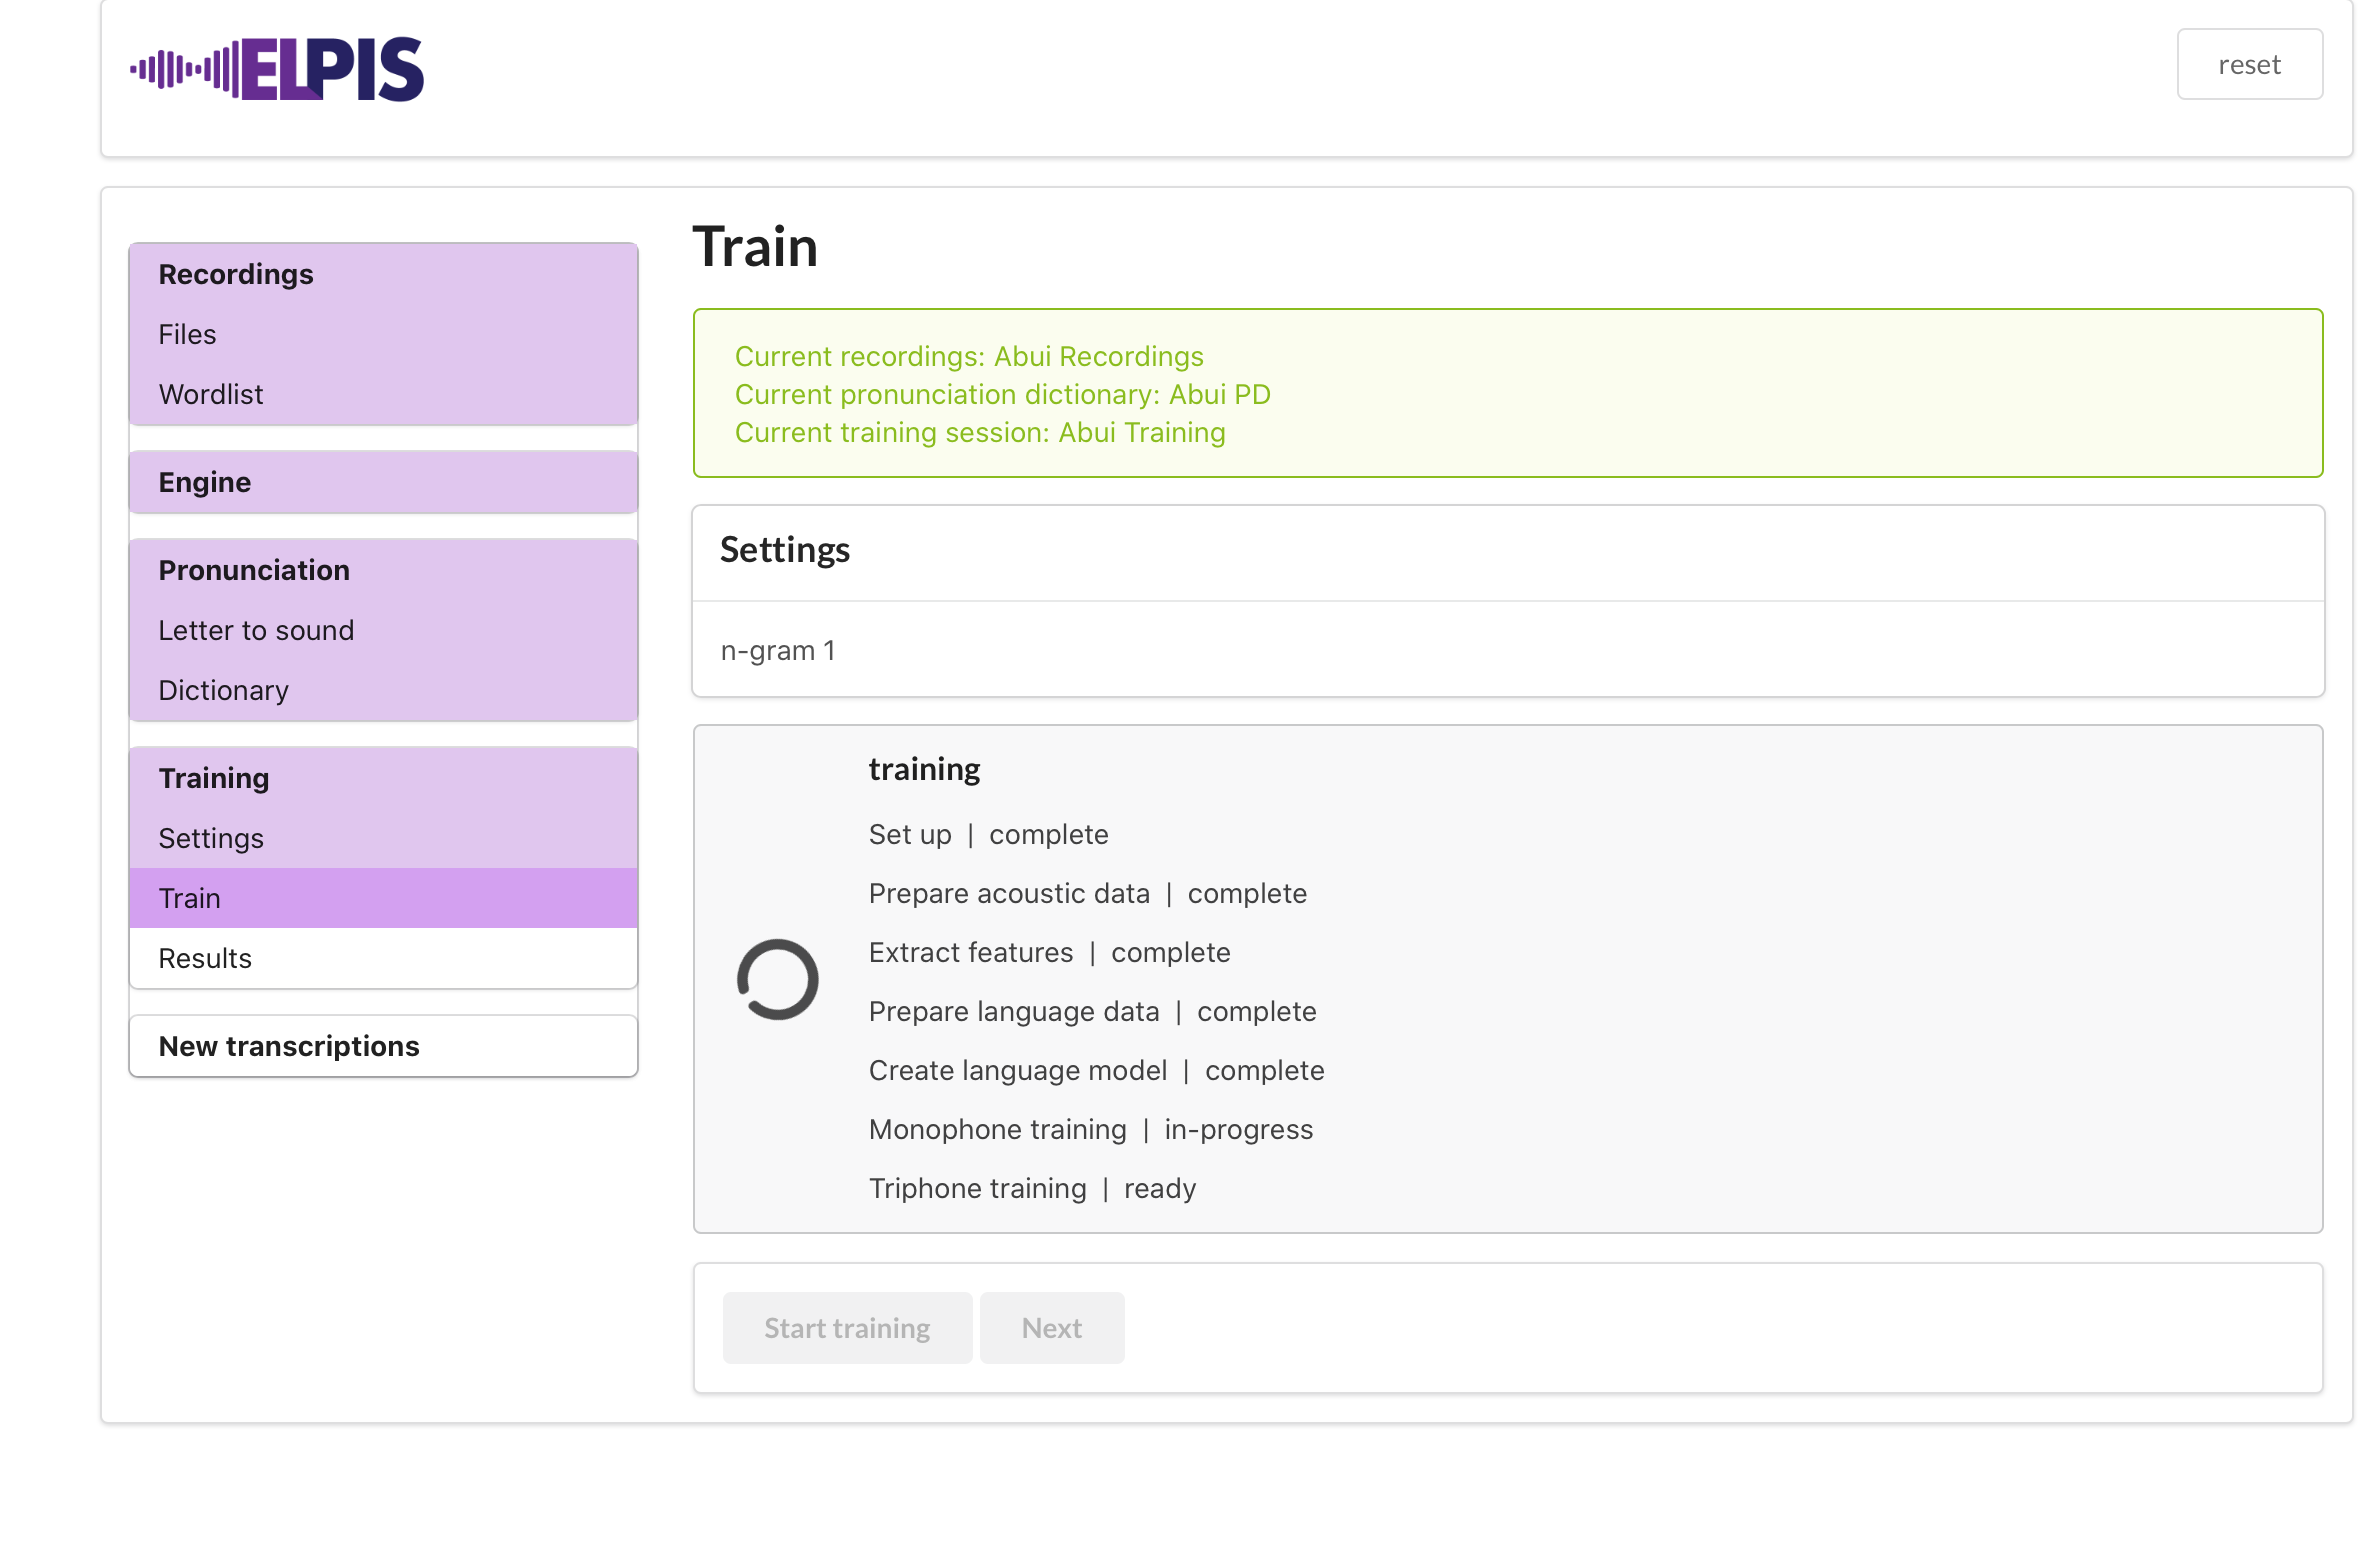 ELPIS
reset
Recordings
Files
Wordlist
Engine
Pronunciation
Letter to sound
Dictionary
Training
Settings
Train
Results
New transcriptions
Train
Current recordings: Abui Recordings
Current pronunciation dictionary: Abui PD
Current training session: Abui Training
Settings
n-gram 1
training
Set up | complete
Prepare acoustic data | complete
Extract features | complete
Prepare language data | complete
Create language model | complete
Monophone training | in-progress
Triphone training | ready
Start training Next